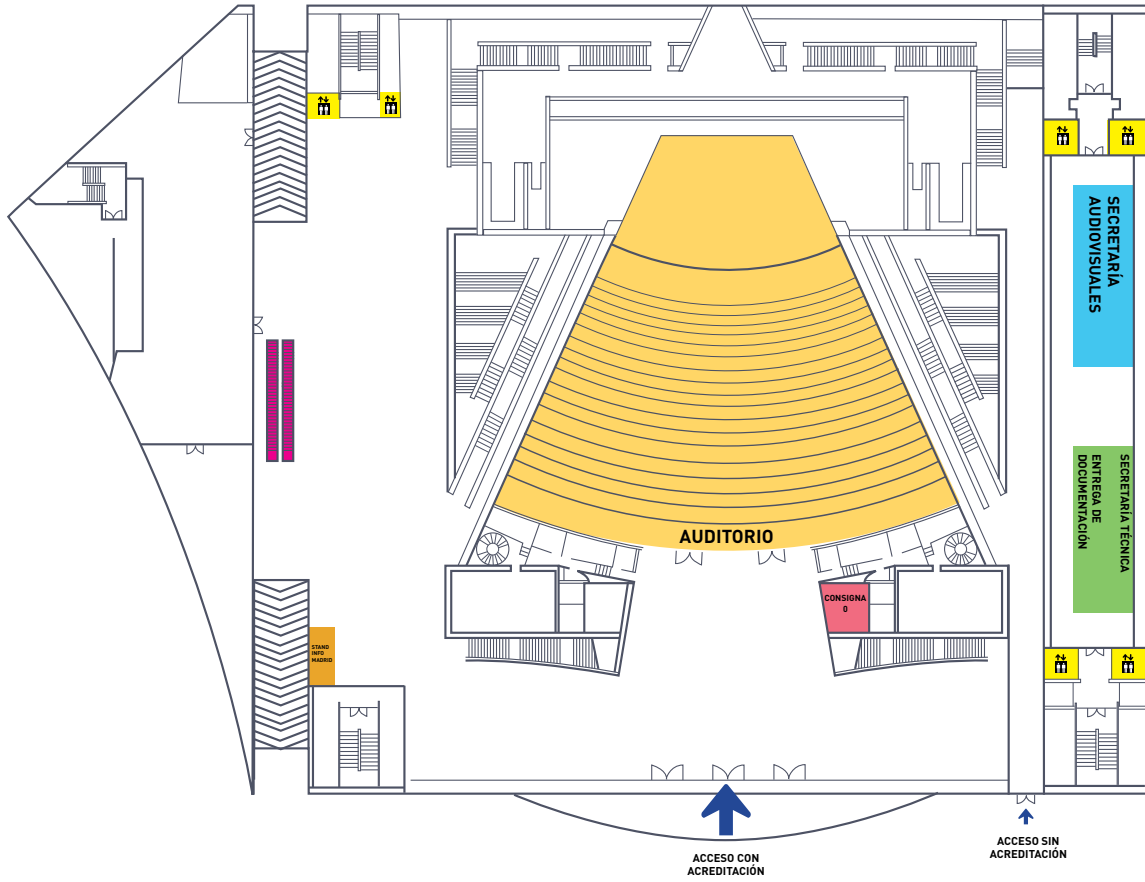 SECRETARÍA
AUDIOVISUALES
SECRETARÍA TÉCNICA
ENTREGA DE
DOCUMENTACIÓN
AUDITORIO
CONSIGNA
0
STAND
INFO
MADRID
ACCESO CON
ACREDITACIÓN
ACCESO SIN
ACREDITACIÓN